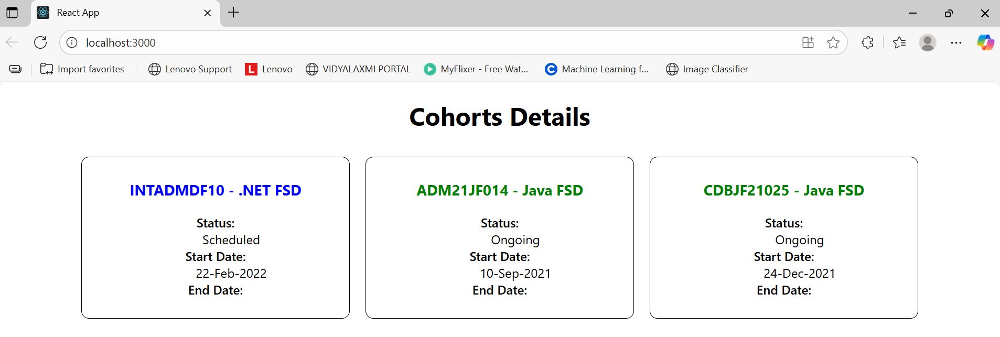 React App
localhost:3000
Import favorites
Lenovo Support
L Lenovo
VIDYALAXMI PORTAL
MyFlixer - Free Wat...
C Machine Learning f...
Image Classifier
Cohorts Details
INTADMDF10 - .NET FSD
Status:
Scheduled
Start Date:
22-Feb-2022
End Date:
ADM21JF014 - Java FSD
Status:
Ongoing
Start Date:
10-Sep-2021
End Date:
CDBJF21025 - Java FSD
Status:
Ongoing
Start Date:
24-Dec-2021
End Date: